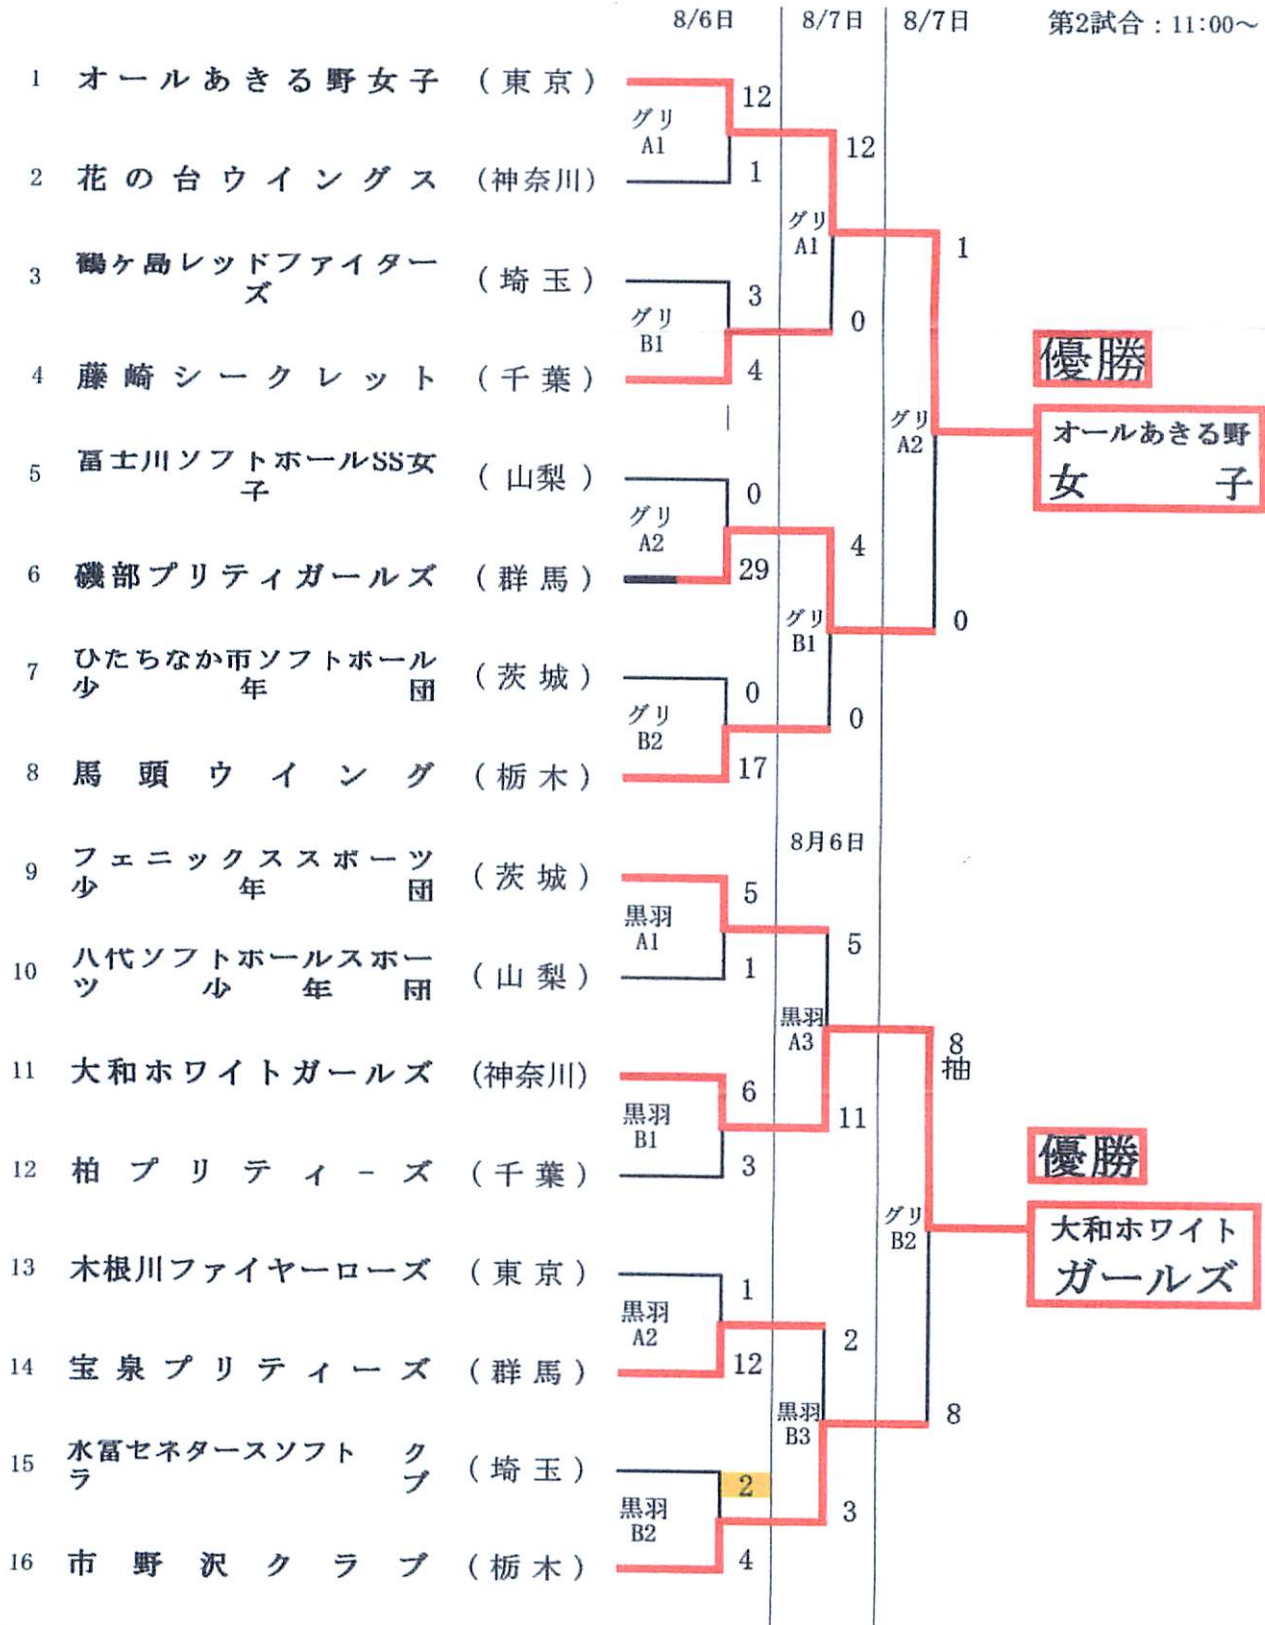 8/6日 8/7日 8/7日 第2試合：11:00～
1 オールあきる野女子 （東京）
12
グリ
A1
12
1
2 花の台ウイングス （神奈川）
グリ
A1
1
3 鶴ヶ島レッドファイター
ズ
（埼玉）
3
グリ
B1
0
優勝
4 藤崎シークレット （千葉）
4
グリ
A2
オールあきる野
女子
5 富士川ソフトボールSS女
子
（山梨）
0
グリ
A2
4
6 磯部プリティガールズ （群馬）
29
グリ
B1
0
7 ひたちなか市ソフトボール
少年団
（茨城）
0
グリ
B2
0
8 馬頭ウイング （栃木）
17
8月6日
9 フェニックススポーツ
少年団
（茨城）
5
黒羽
A1
5
10 八代ソフトボールスポー
ツ少年団
（山梨）
1
黒羽
A3
8
抽
11 大和ホワイトガールズ （神奈川）
6
黒羽
B1
11
優勝
12 柏プリティ－ズ （千葉）
3
グリ
B2
大和ホワイト
ガールズ
13 木根川ファイヤーローズ （東京）
1
黒羽
A2
2
14 宝泉プリティーズ （群馬）
12
黒羽
B3
8
15 水冨セネタースソフト ク
ラブ
（埼玉）
2
黒羽
B2
3
16 市野沢クラブ （栃木）
4